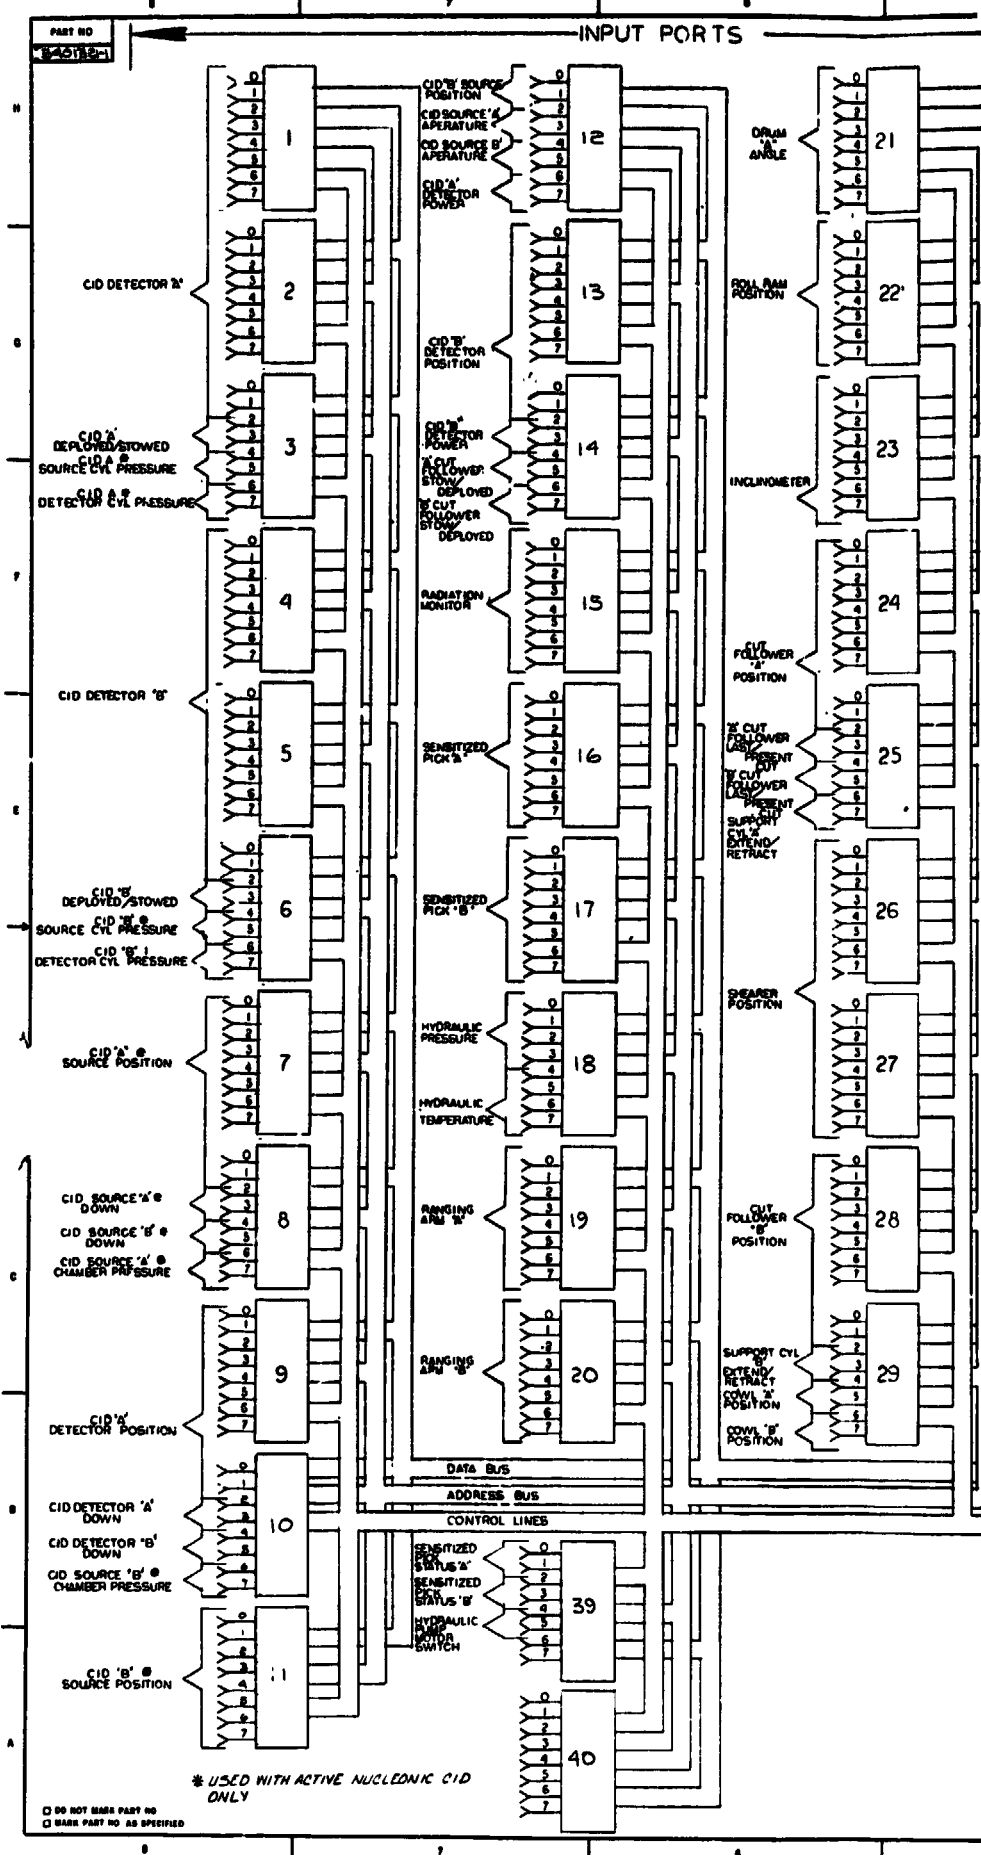 PART NO
INPUT PORTS
CID DETECTOR 'A'
CID 'A'
DEPLOYED/STOWED
CID A @
SOURCE CYL PRESSURE
CID A @
DETECTOR CYL PRESSURE
CID DETECTOR 'B'
CID 'B'
DEPLOYED/STOWED
CID 'B' @
SOURCE CYL PRESSURE
CID 'B'
DETECTOR CYL PRESSURE
CID 'A' @
SOURCE POSITION
CID SOURCE 'A' @
DOWN
CID SOURCE 'B' @
DOWN
CID SOURCE 'A' @
CHAMBER PRESSURE
CID 'A'
DETECTOR POSITION
CID DETECTOR 'A'
DOWN
CID DETECTOR 'B'
DOWN
CID SOURCE 'B' @
CHAMBER PRESSURE
CID 'B' @
SOURCE POSITION
0 1 2 3 4 5 6 7
1
2
3
4
5
6
7
8
9
10
11
CID 'B' SOURCE
POSITION
CID SOURCE 'A'
APERATURE
CID SOURCE B'
APERATURE
CID 'A'
DETECTOR
POWER
CID 'B'
DETECTOR
POSITION
CID 'B'
DETECTOR
POWER
'A' CUT
FOLLOWER
STOW/
DEPLOYED
'B' CUT
FOLLOWER
STOW/
DEPLOYED
RADIATION
MONITOR
SENSITIZED
PICK 'A'
SENSITIZED
PICK 'B'
HYDRAULIC
PRESSURE
HYDRAULIC
TEMPERATURE
RANGING
ARM 'A'
RANGING
ARM 'B'
12
13
14
15
16
17
18
19
20
DATA BUS
ADDRESS BUS
CONTROL LINES
SENSITIZED
PICK
STATUS 'A'
SENSITIZED
PICK
STATUS 'B'
HYDRAULIC
PUMP
MOTOR
SWITCH
39
40
DRUM
'A'
ANGLE
ROLL RAM
POSITION
INCLINOMETER
CUT
FOLLOWER
'A'
POSITION
'A' CUT
FOLLOWER
LAST/
PRESENT
CUT
'B' CUT
FOLLOWER
LAST/
PRESENT
CUT
SUPPORT
CYL 'A'
EXTEND/
RETRACT
SHEARER
POSITION
CUT
FOLLOWER
'B'
POSITION
SUPPORT CYL
'B'
EXTEND/
RETRACT
COWL 'A'
POSITION
COWL 'B'
POSITION
21
22
23
24
25
26
27
28
29
* USED WITH ACTIVE NUCLEONIC CID
ONLY
DO NOT MARK PART NO
MARK PART NO AS SPECIFIED